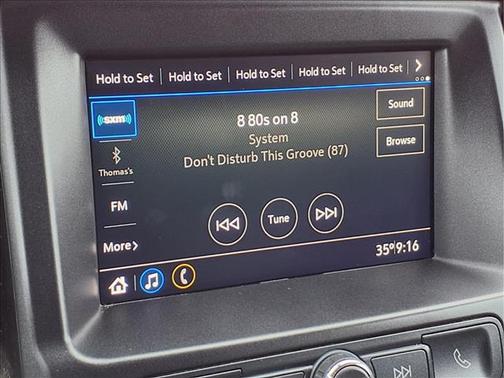 Hold to Set Hold to Set Hold to Set Hold to Set Hold to Set
((sxm))
8 80s on 8
Sound
System
Don't Disturb This Groove (87)
Browse
Thomas's
FM
Tune
More
35° 9:16